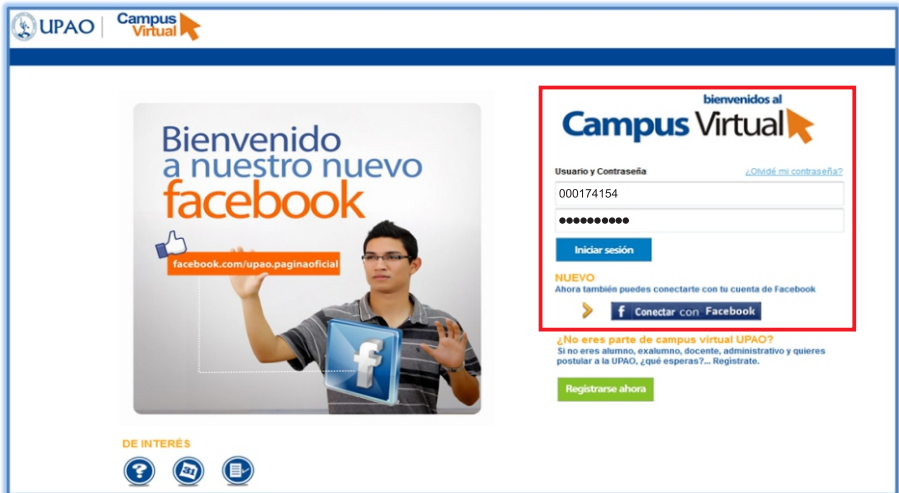 UPAO
Campus
Virtual
Bienvenido
a nuestro nuevo
facebook
facebook.com/upao.paginaoficial
bienvenidos al
Campus Virtual
Usuario y Contraseña
¿Olvidé mi contraseña?
000174154
●●●●●●●●●●
Iniciar sesión
NUEVO
Ahora también puedes conectarte con tu cuenta de Facebook
f Conectar con Facebook
¿No eres parte de campus virtual UPAO?
Si no eres alumno, exalumno, docente, administrativo y quieres
postular a la UPAO, ¿qué esperas?... Regístrate.
Registrarse ahora
DE INTERÉS
?
31